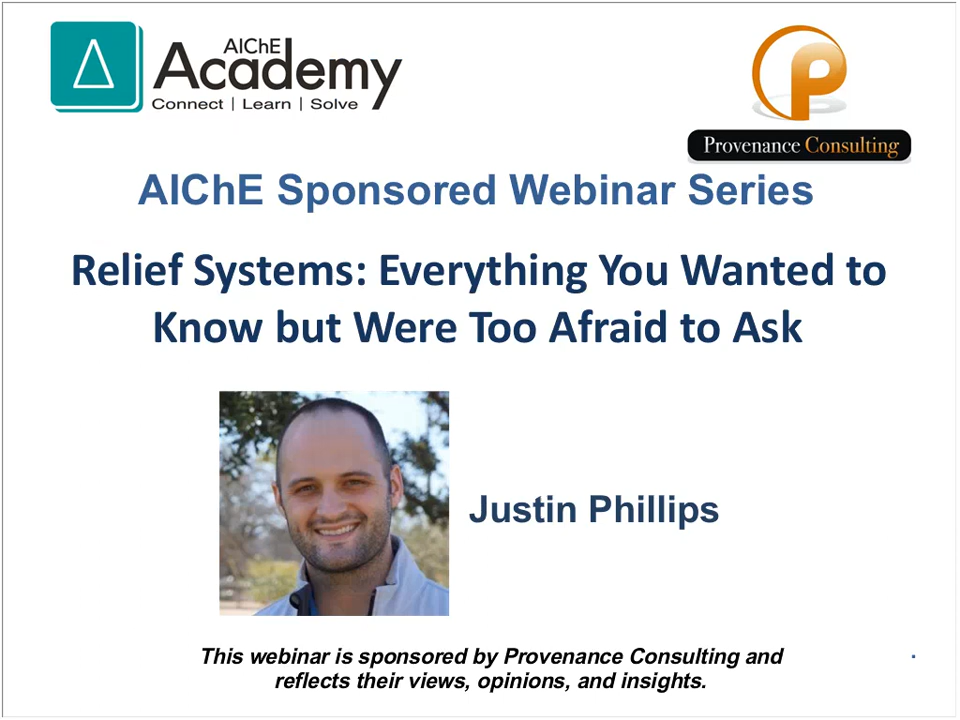 AIChE
Academy
Connect | Learn | Solve
Provenance Consulting
AIChE Sponsored Webinar Series
Relief Systems: Everything You Wanted to
Know but Were Too Afraid to Ask
Justin Phillips
This webinar is sponsored by Provenance Consulting and
reflects their views, opinions, and insights.